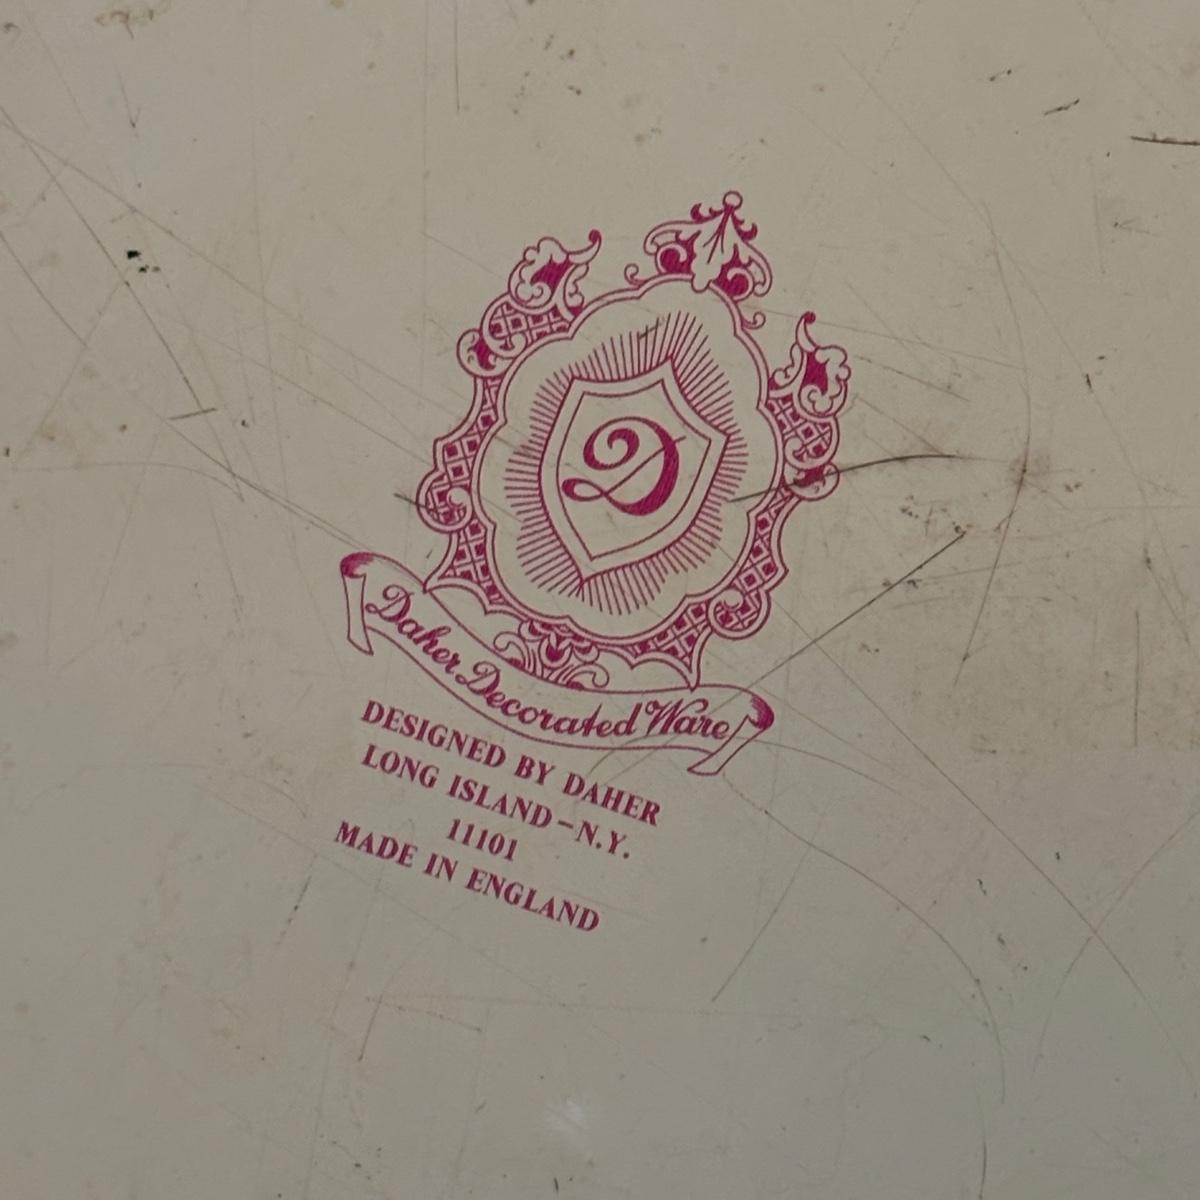 D
Daher Decorated Ware
DESIGNED BY DAHER
LONG ISLAND-N.Y.
11101
MADE IN ENGLAND